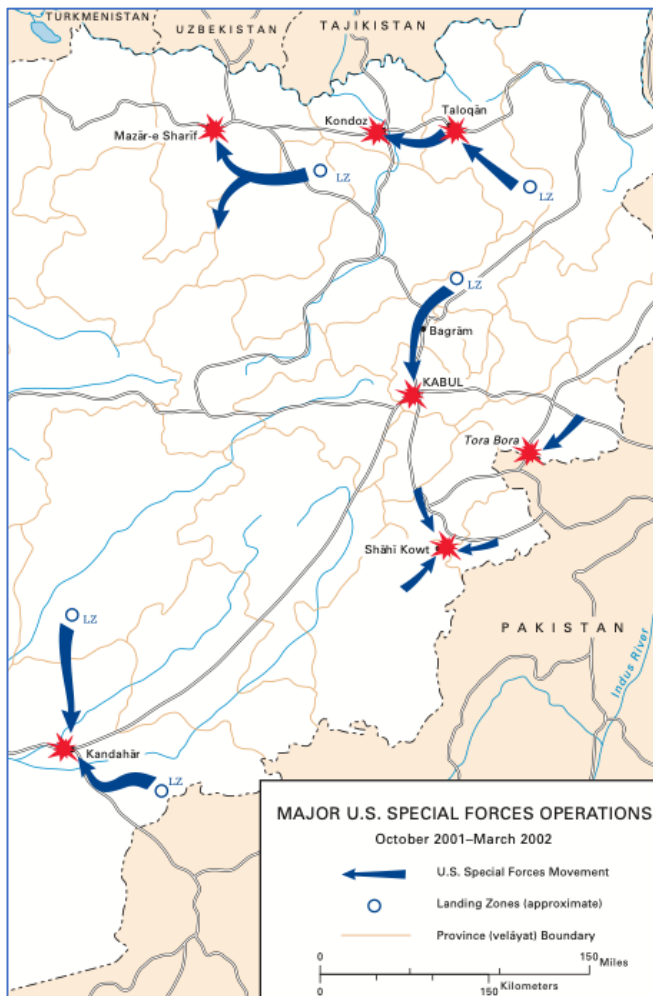 TURKMENISTAN
UZBEKISTAN
TAJIKISTAN
Mazār-e Sharīf
Kondoz
Taloqān
LZ
LZ
LZ
Bagrām
KABUL
Tora Bora
Shāhī Kowt
LZ
PAKISTAN
Indus River
Kandahār
LZ
MAJOR U.S. SPECIAL FORCES OPERATIONS
October 2001–March 2002
U.S. Special Forces Movement
Landing Zones (approximate)
Province (velāyat) Boundary
0 150 Miles
0 150 Kilometers